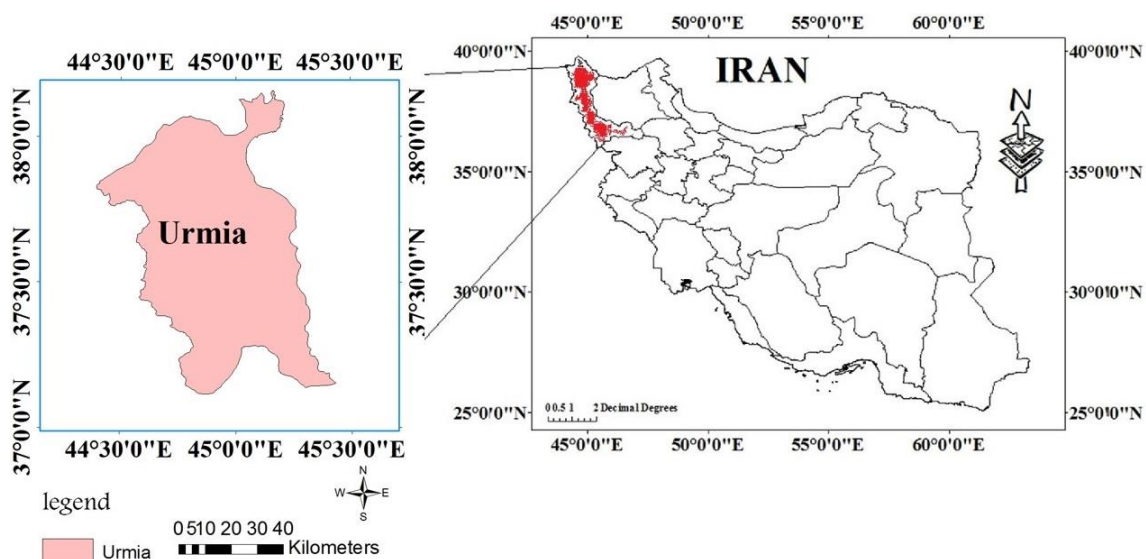 44°30'0"E 45°0'0"E 45°30'0"E
38°0'0"N
37°30'0"N
37°0'0"N
38°0'0"N
37°30'0"N
37°0'0"N
Urmia
44°30'0"E 45°0'0"E 45°30'0"E
N
W E
S
legend
Urmia
0 5 10 20 30 40
Kilometers
45°0'0"E 50°0'0"E 55°0'0"E 60°0'0"E
IRAN
N
40°0'0"N
35°0'0"N
30°0'0"N
25°0'0"N
40°0'010"N
35°0'010"N
30°0'010"N
25°0'010"N
0 0.5 1 2 Decimal Degrees
45°0'0"E 50°0'0"E 55°0'0"E 60°0'0"E